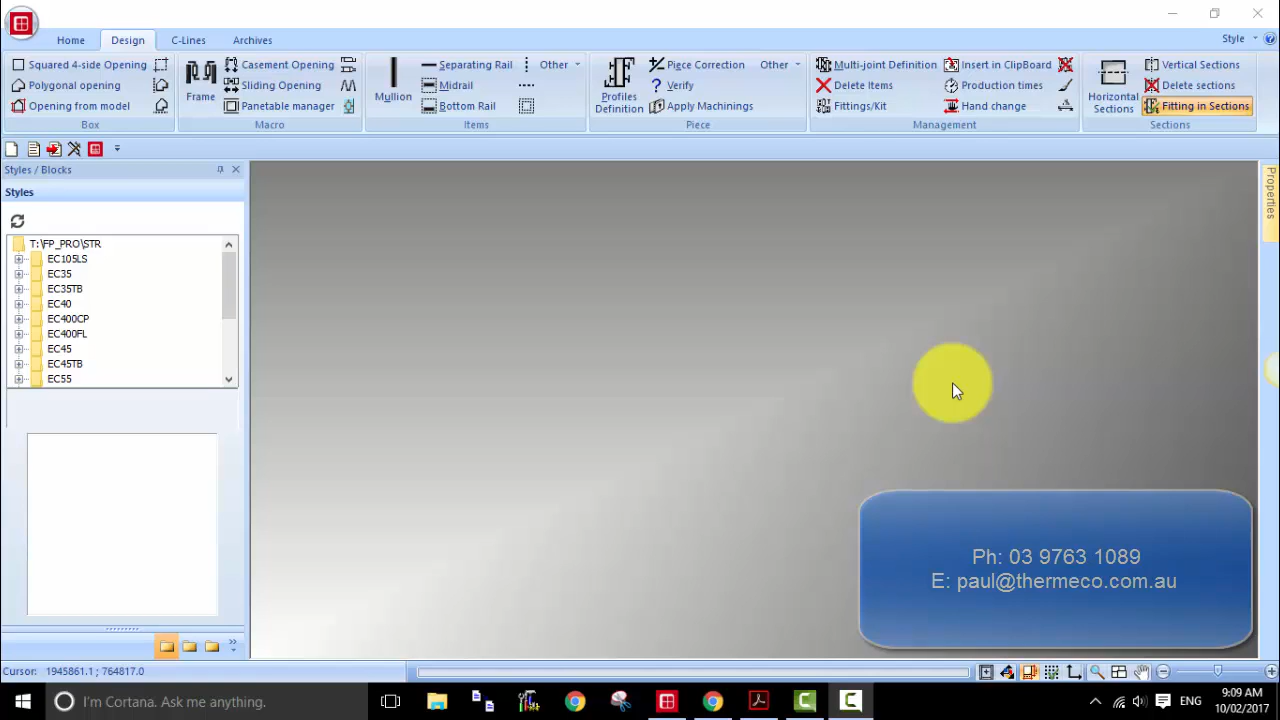 Home Design C-Lines Archives Style
Squared 4-side Opening
Polygonal opening
Opening from model
Box
Frame
Casement Opening
Sliding Opening
Panetable manager
Macro
Mullion
Separating Rail
Midrail
Bottom Rail
Other
Items
Profiles
Definition
Piece Correction
Verify
Apply Machinings
Other
Piece
Multi-joint Definition
Delete Items
Fittings/Kit
Insert in ClipBoard
Production times
Hand change
Management
Horizontal
Sections
Vertical Sections
Delete sections
Fitting in Sections
Sections
Styles / Blocks
Styles
T:\FP_PRO\STR
EC105LS
EC35
EC35TB
EC40
EC400CP
EC400FL
EC45
EC45TB
EC55
Properties
Ph: 03 9763 1089
E: paul@thermeco.com.au
Cursor: 1945861.1 ; 764817.0
I'm Cortana. Ask me anything.
ENG
9:09 AM
10/02/2017